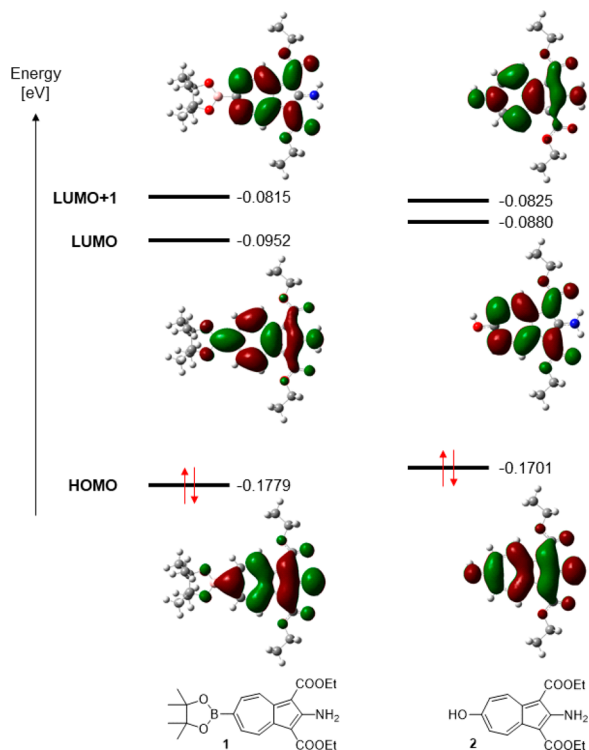 Energy
[eV]
LUMO+1
-0.0815
-0.0825
-0.0880
LUMO
-0.0952
-0.1701
HOMO
-0.1779
COOEt
O
B
O
NH2
COOEt
1
COOEt
HO
NH2
COOEt
2